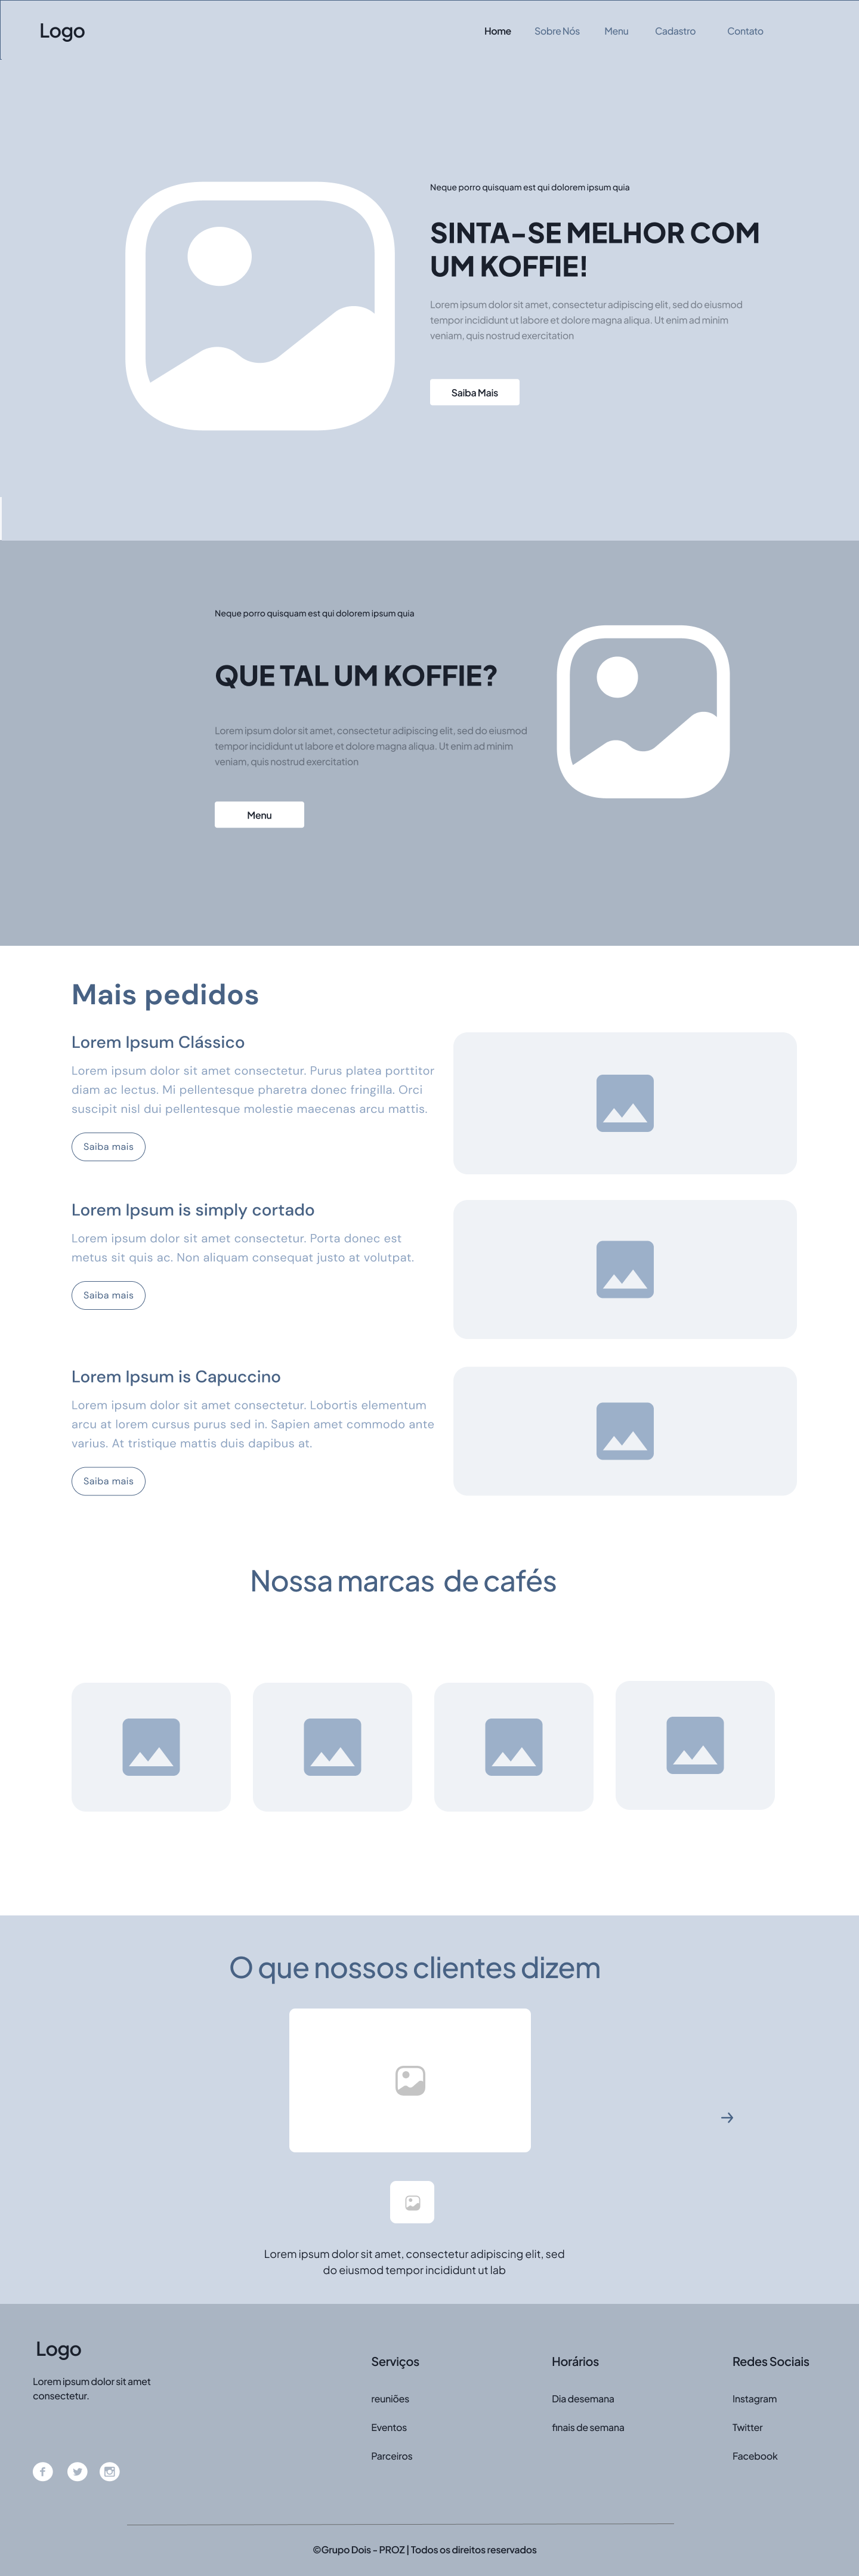 Logo
Home
Sobre Nós
Menu
Cadastro
Contato
Neque porro quisquam est qui dolorem ipsum quia
SINTA-SE MELHOR COM
UM KOFFIE!
Lorem ipsum dolor sit amet, consectetur adipiscing elit, sed do eiusmod
tempor incididunt ut labore et dolore magna aliqua. Ut enim ad minim
veniam, quis nostrud exercitation
Saiba Mais
Neque porro quisquam est qui dolorem ipsum quia
QUE TAL UM KOFFIE?
Lorem ipsum dolor sit amet, consectetur adipiscing elit, sed do eiusmod
tempor incididunt ut labore et dolore magna aliqua. Ut enim ad minim
veniam, quis nostrud exercitation
Menu
Mais pedidos
Lorem Ipsum Clássico
Lorem ipsum dolor sit amet consectetur. Purus platea porttitor
diam ac lectus. Mi pellentesque pharetra donec fringilla. Orci
suscipit nisl dui pellentesque molestie maecenas arcu mattis.
Saiba mais
Lorem Ipsum is simply cortado
Lorem ipsum dolor sit amet consectetur. Porta donec est
metus sit quis ac. Non aliquam consequat justo at volutpat.
Saiba mais
Lorem Ipsum is Capuccino
Lorem ipsum dolor sit amet consectetur. Lobortis elementum
arcu at lorem cursus purus sed in. Sapien amet commodo ante
varius. At tristique mattis duis dapibus at.
Saiba mais
Nossa marcas de cafés
O que nossos clientes dizem
Lorem ipsum dolor sit amet, consectetur adipiscing elit, sed
do eiusmod tempor incididunt ut lab
Logo
Lorem ipsum dolor sit amet
consectetur.
Serviços
reuniões
Eventos
Parceiros
Horários
Dia desemana
finais de semana
Redes Sociais
Instagram
Twitter
Facebook
©Grupo Dois - PROZ | Todos os direitos reservados